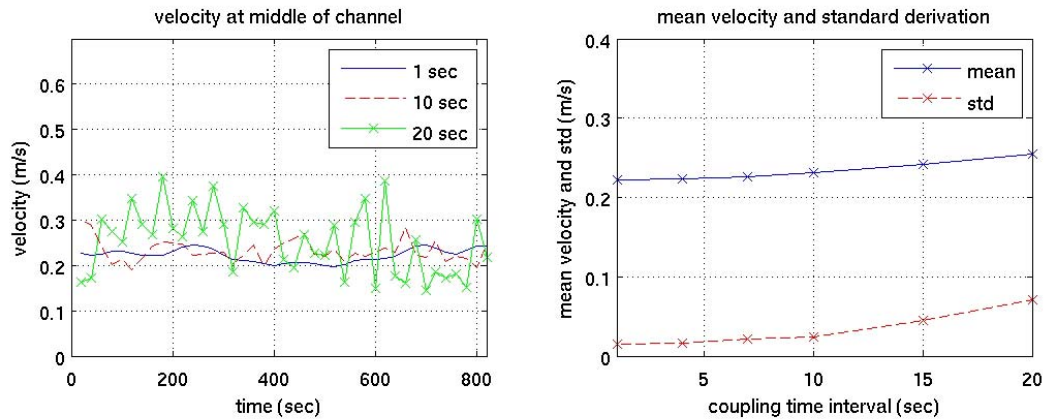 velocity at middle of channel
velocity (m/s)
0.6
0.5
0.4
0.3
0.2
0.1
0
0 200 400 600 800
time (sec)
1 sec
10 sec
20 sec
mean velocity and standard derivation
mean velocity and std (m/s)
0.4
0.3
0.2
0.1
0
5 10 15 20
coupling time interval (sec)
mean
std